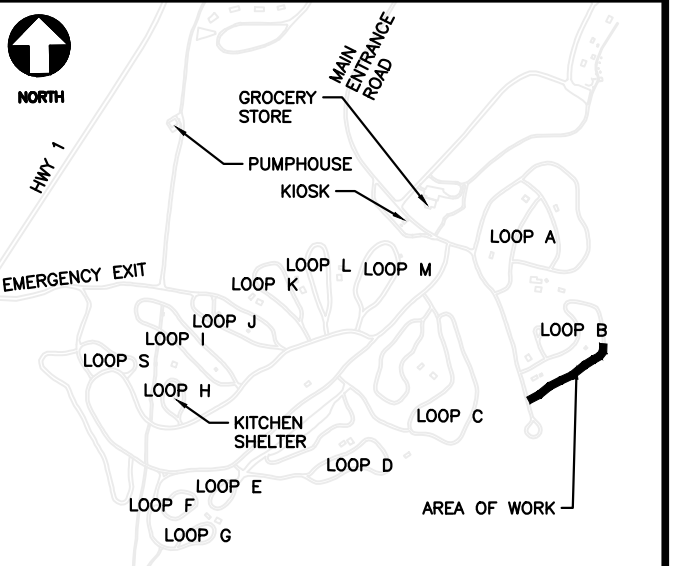 NORTH
HWY 1
MAIN
ENTRANCE
ROAD
GROCERY
STORE
PUMPHOUSE
KIOSK
LOOP A
LOOP L
LOOP M
EMERGENCY EXIT
LOOP K
LOOP J
LOOP B
LOOP I
LOOP S
LOOP H
LOOP C
KITCHEN
SHELTER
LOOP D
LOOP E
LOOP F
AREA OF WORK
LOOP G